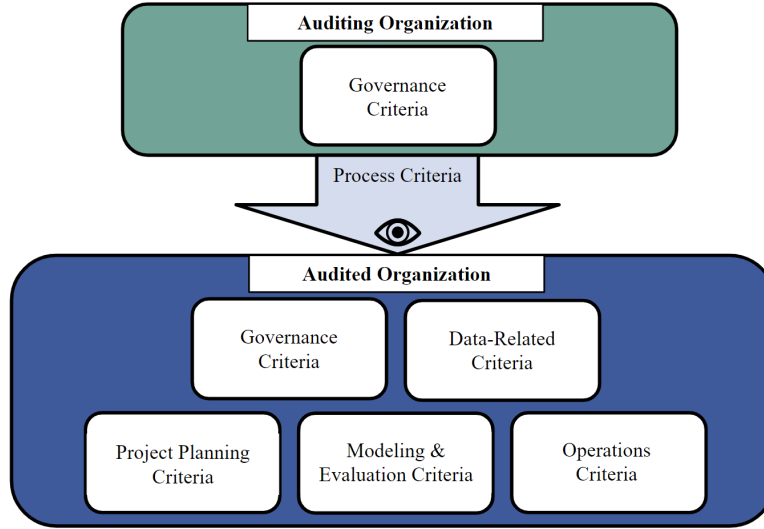 Auditing Organization
Governance
Criteria
Process Criteria
Audited Organization
Governance
Criteria
Data-Related
Criteria
Project Planning
Criteria
Modeling &
Evaluation Criteria
Operations
Criteria